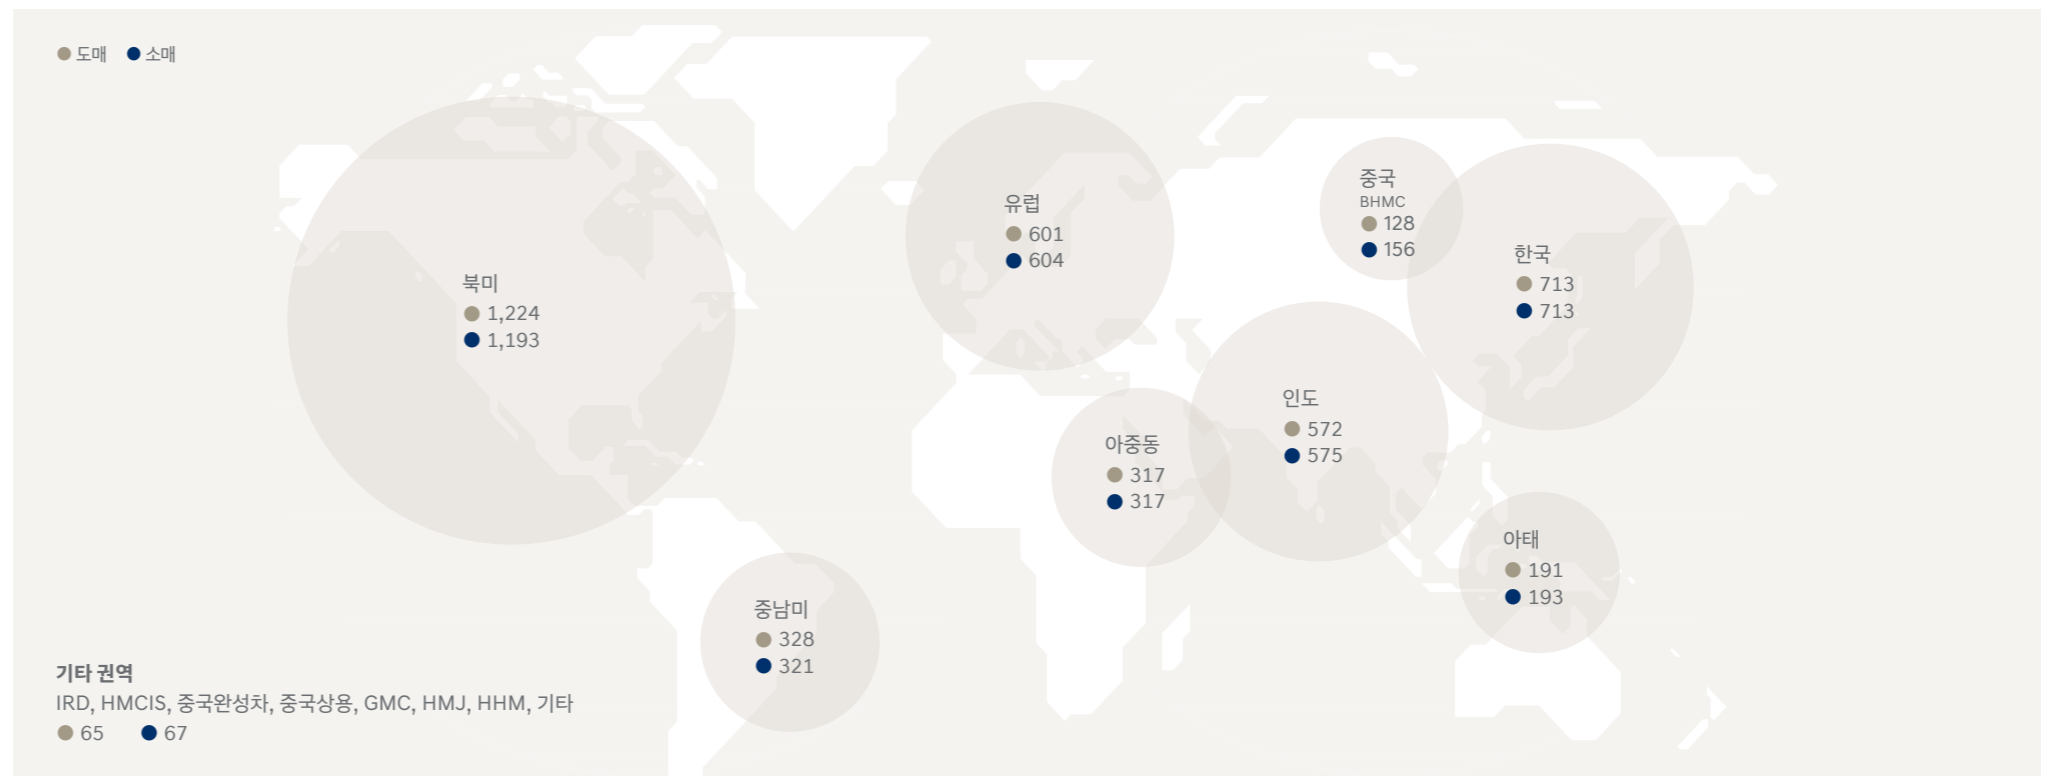 도매 소매
북미
1,224
1,193
유럽
601
604
중국
BHMC
128
156
한국
713
713
인도
572
575
아중동
317
317
아태
191
193
중남미
328
321
기타 권역
IRD, HMCIS, 중국완성차, 중국상용, GMC, HMJ, HHM, 기타
65 67